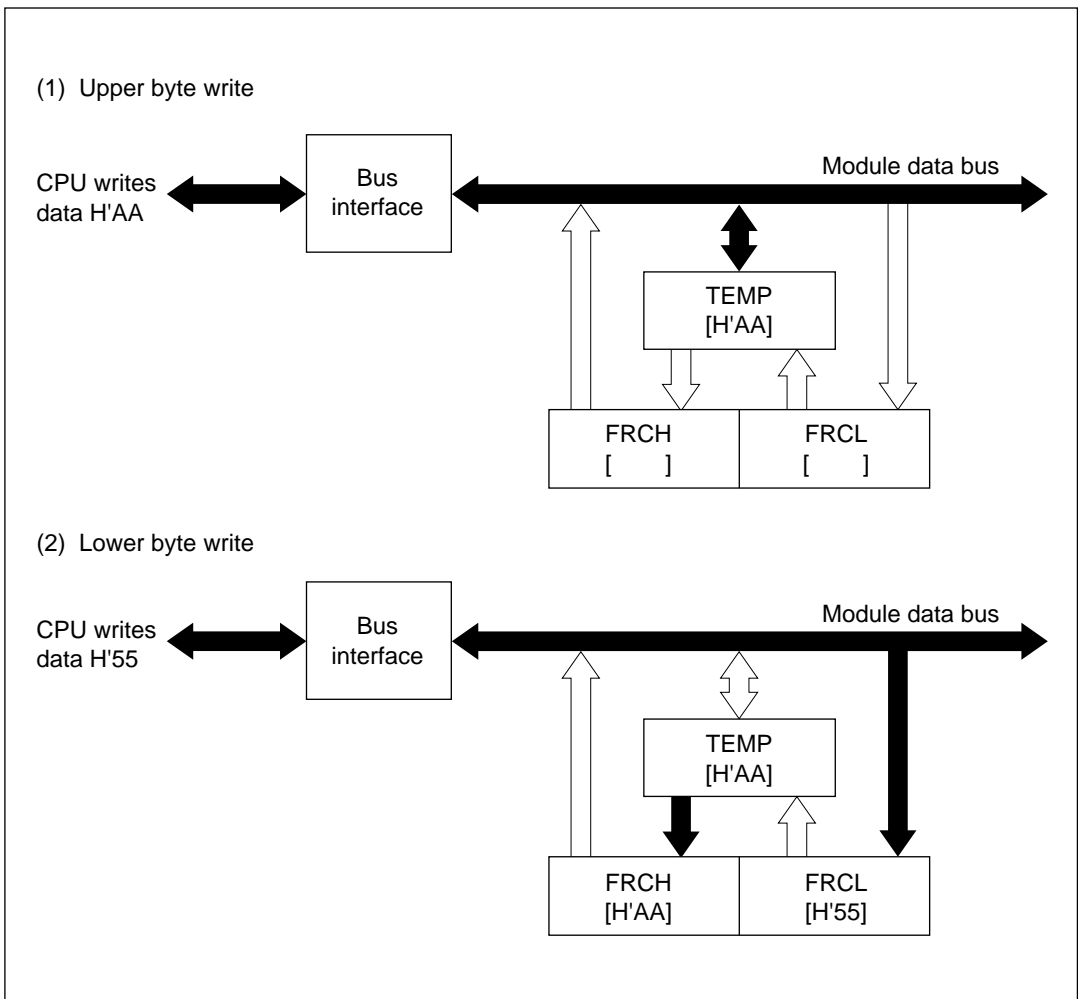 (1) Upper byte write
CPU writes
data H'AA
Bus
interface
Module data bus
TEMP
[H'AA]
FRCH
[ ]
FRCL
[ ]
(2) Lower byte write
CPU writes
data H'55
Bus
interface
Module data bus
TEMP
[H'AA]
FRCH
[H'AA]
FRCL
[H'55]